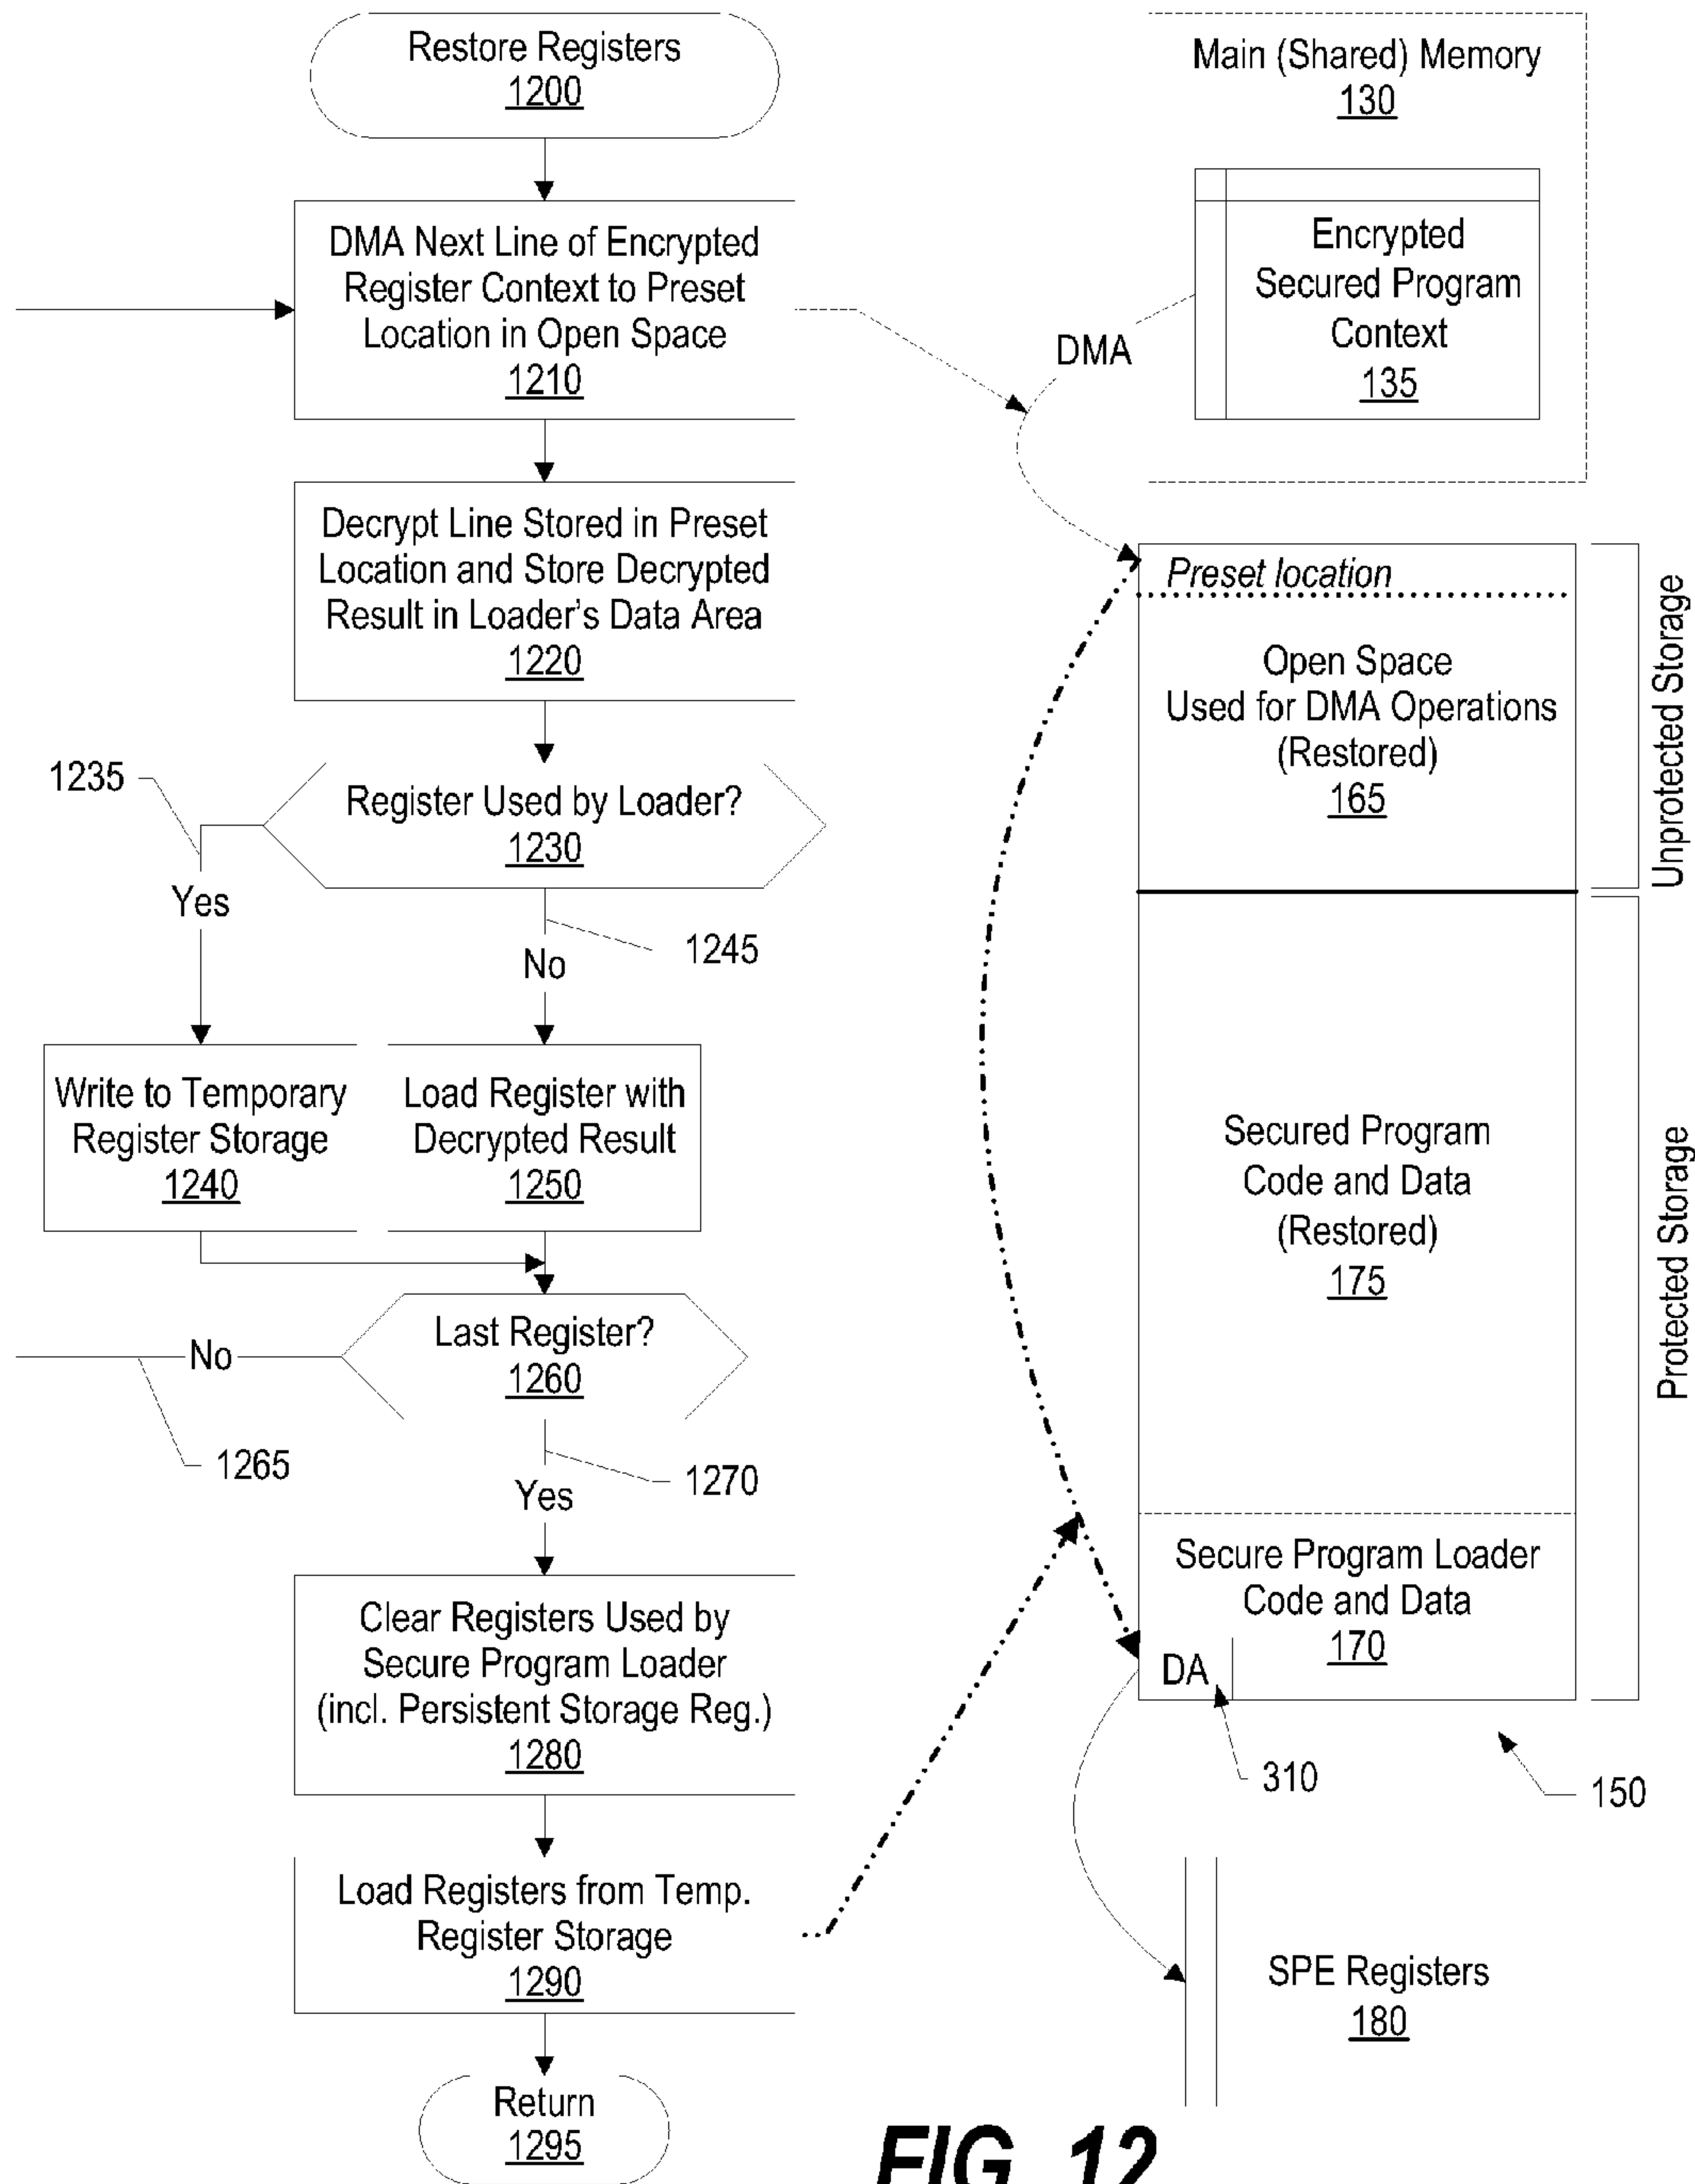 Restore Registers
1200
DMA Next Line of Encrypted
Register Context to Preset
Location in Open Space
1210
Decrypt Line Stored in Preset
Location and Store Decrypted
Result in Loader's Data Area
1220
1235
Register Used by Loader?
1230
Yes
1245
No
Write to Temporary
Register Storage
1240
Load Register with
Decrypted Result
1250
Last Register?
1260
No
1265
1270
Yes
Clear Registers Used by
Secure Program Loader
(incl. Persistent Storage Reg.)
1280
Load Registers from Temp.
Register Storage
1290
Return
1295
Main (Shared) Memory
130
Encrypted
Secured Program
Context
135
DMA
Preset location
Open Space
Used for DMA Operations
(Restored)
165
Unprotected Storage
Secured Program
Code and Data
(Restored)
175
Protected Storage
Secure Program Loader
Code and Data
170
DA
310
150
SPE Registers
180
FIG. 12